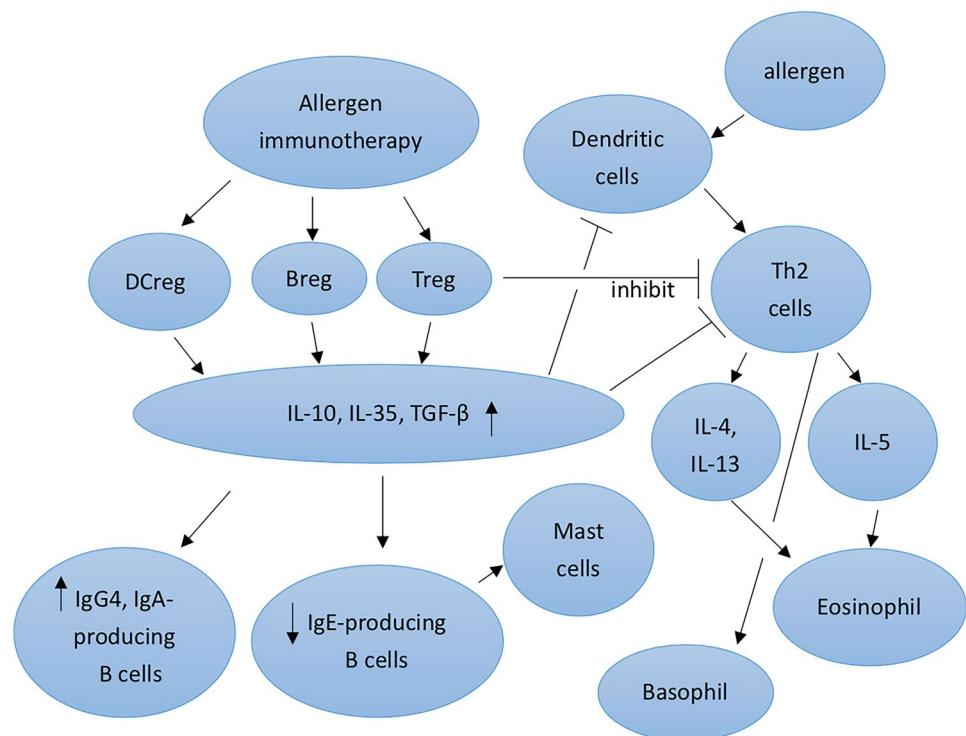 allergen
Allergen
immunotherapy
Dendritic
cells
DCreg
Breg
Treg
inhibit
Th2
cells
IL-10, IL-35, TGF-β
IL-4,
IL-13
IL-5
Mast
cells
IgG4, IgA-
producing
B cells
IgE-producing
B cells
Eosinophil
Basophil